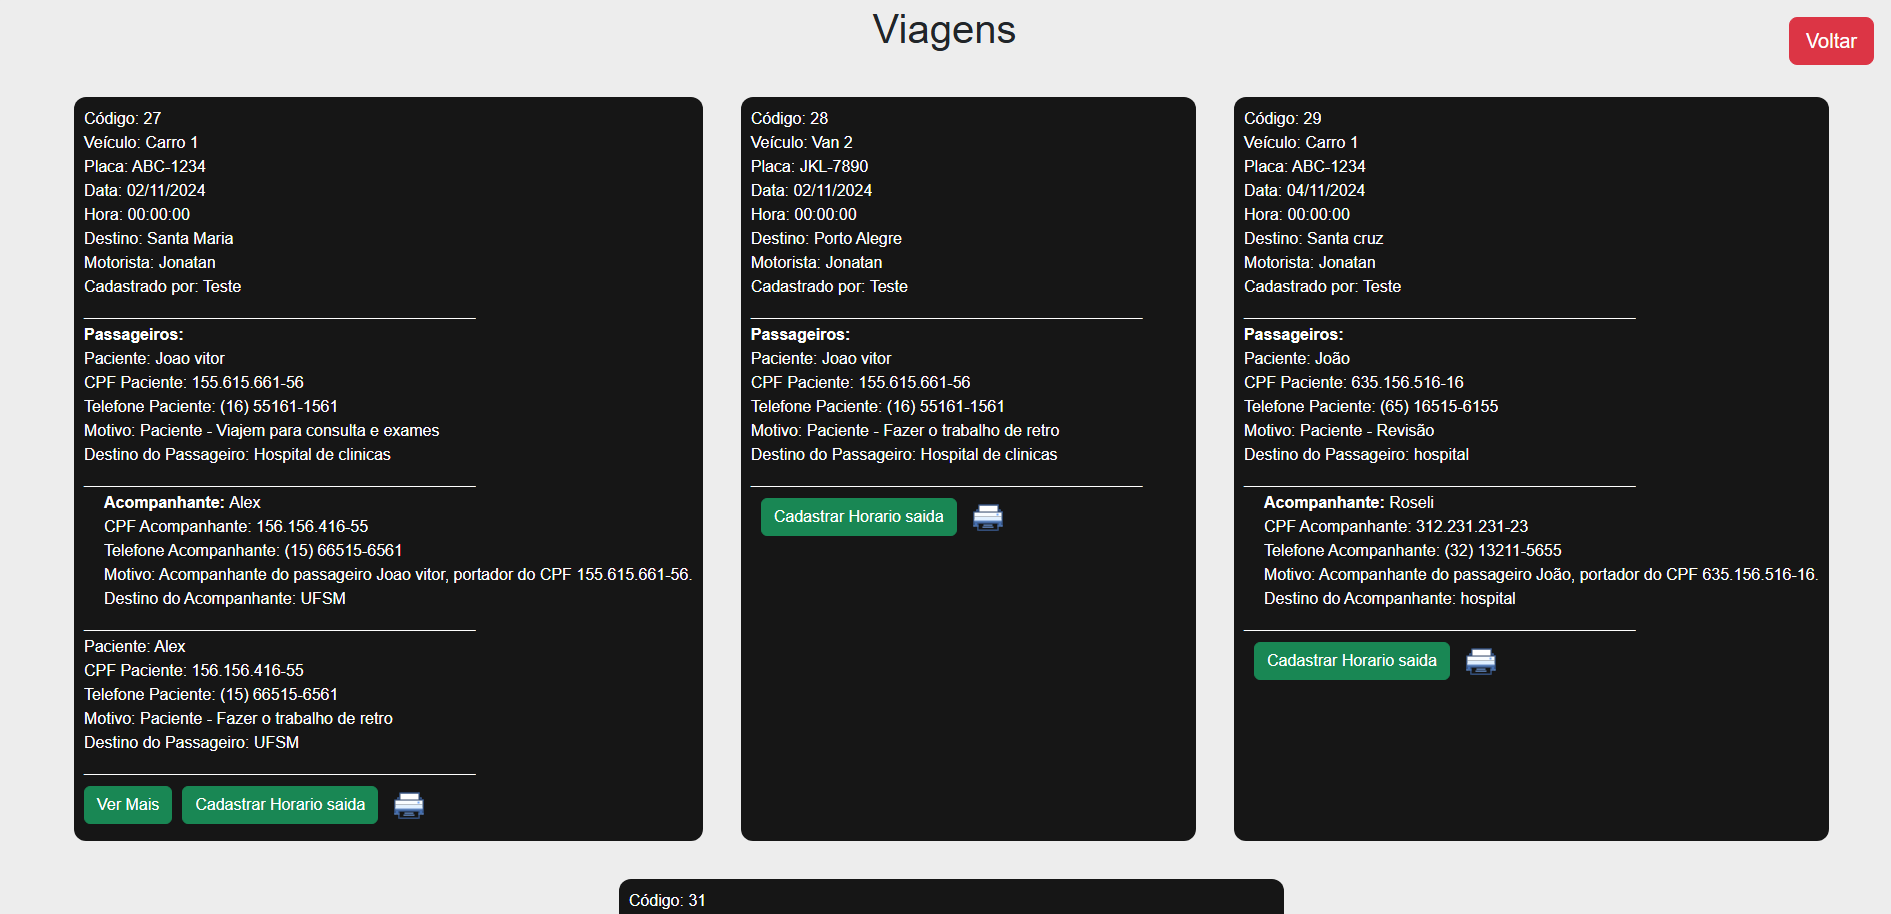 Viagens
Voltar
Código: 27
Veículo: Carro 1
Placa: ABC-1234
Data: 02/11/2024
Hora: 00:00:00
Destino: Santa Maria
Motorista: Jonatan
Cadastrado por: Teste
Passageiros:
Paciente: Joao vitor
CPF Paciente: 155.615.661-56
Telefone Paciente: (16) 55161-1561
Motivo: Paciente - Viajem para consulta e exames
Destino do Passageiro: Hospital de clinicas
Acompanhante: Alex
CPF Acompanhante: 156.156.416-55
Telefone Acompanhante: (15) 66515-6561
Motivo: Acompanhante do passageiro Joao vitor, portador do CPF 155.615.661-56.
Destino do Acompanhante: UFSM
Paciente: Alex
CPF Paciente: 156.156.416-55
Telefone Paciente: (15) 66515-6561
Motivo: Paciente - Fazer o trabalho de retro
Destino do Passageiro: UFSM
Ver Mais
Cadastrar Horario saida
Código: 28
Veículo: Van 2
Placa: JKL-7890
Data: 02/11/2024
Hora: 00:00:00
Destino: Porto Alegre
Motorista: Jonatan
Cadastrado por: Teste
Passageiros:
Paciente: Joao vitor
CPF Paciente: 155.615.661-56
Telefone Paciente: (16) 55161-1561
Motivo: Paciente - Fazer o trabalho de retro
Destino do Passageiro: Hospital de clinicas
Cadastrar Horario saida
Código: 29
Veículo: Carro 1
Placa: ABC-1234
Data: 04/11/2024
Hora: 00:00:00
Destino: Santa cruz
Motorista: Jonatan
Cadastrado por: Teste
Passageiros:
Paciente: João
CPF Paciente: 635.156.516-16
Telefone Paciente: (65) 16515-6155
Motivo: Paciente - Revisão
Destino do Passageiro: hospital
Acompanhante: Roseli
CPF Acompanhante: 312.231.231-23
Telefone Acompanhante: (32) 13211-5655
Motivo: Acompanhante do passageiro João, portador do CPF 635.156.516-16.
Destino do Acompanhante: hospital
Cadastrar Horario saida
Código: 31